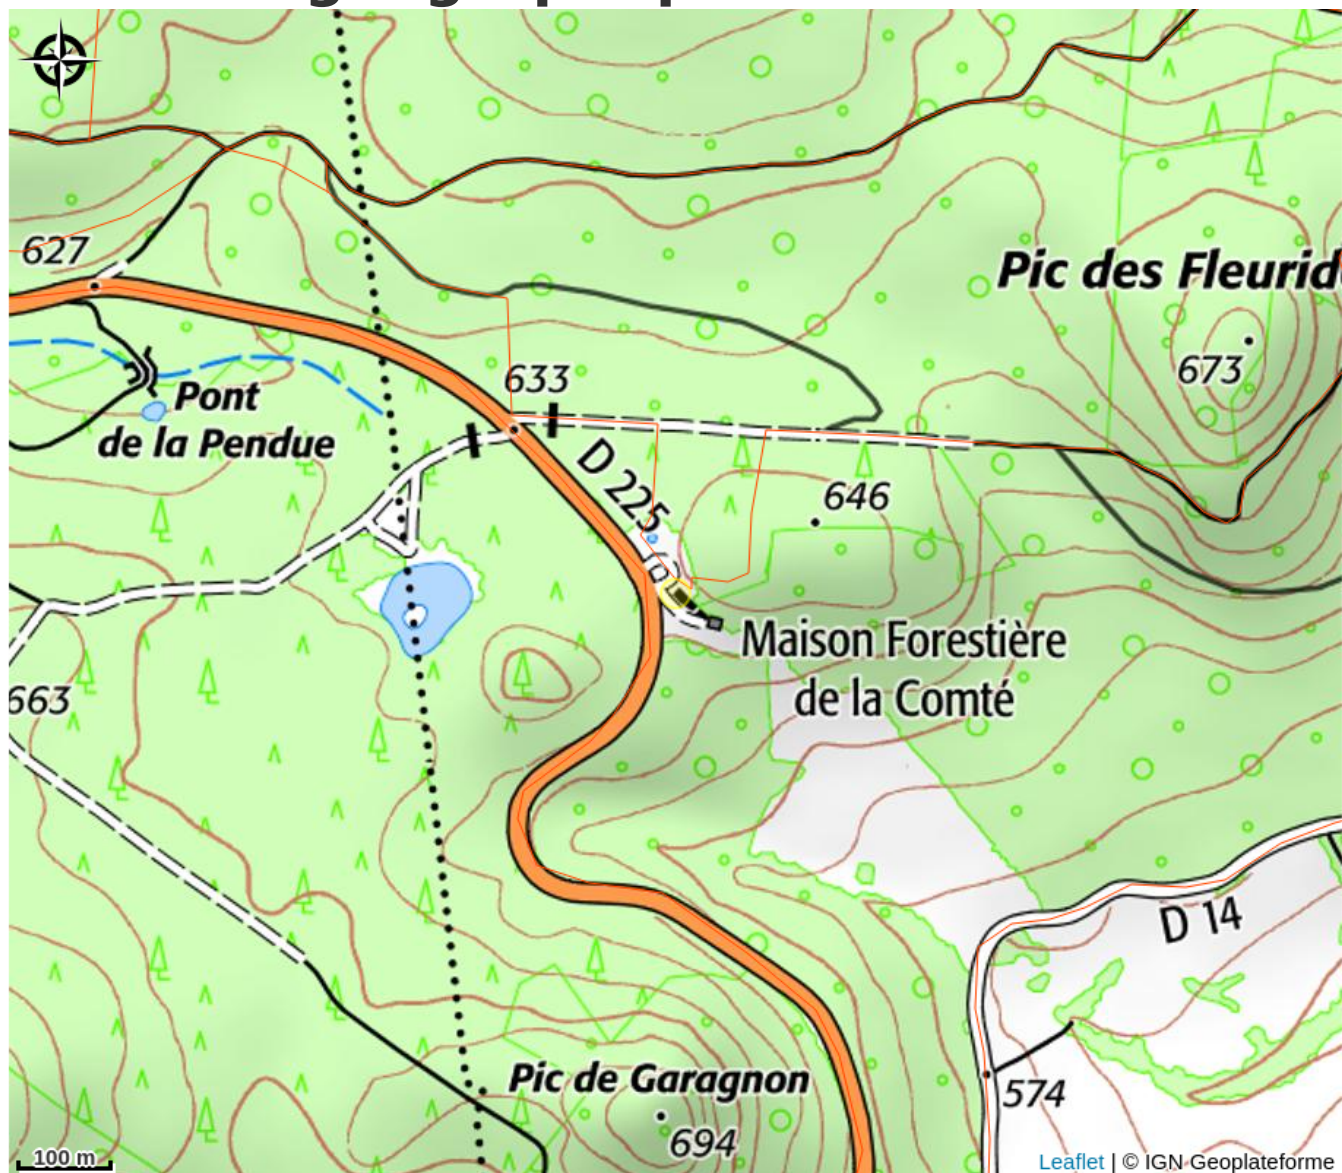 627
Pic des Fleurid
633
673
Pont
de la Pendue
D 225
646
Maison Forestière
de la Comté
663
D 14
Pic de Garagnon
574
694
100 m
Leaflet | © IGN-Geoplateforme